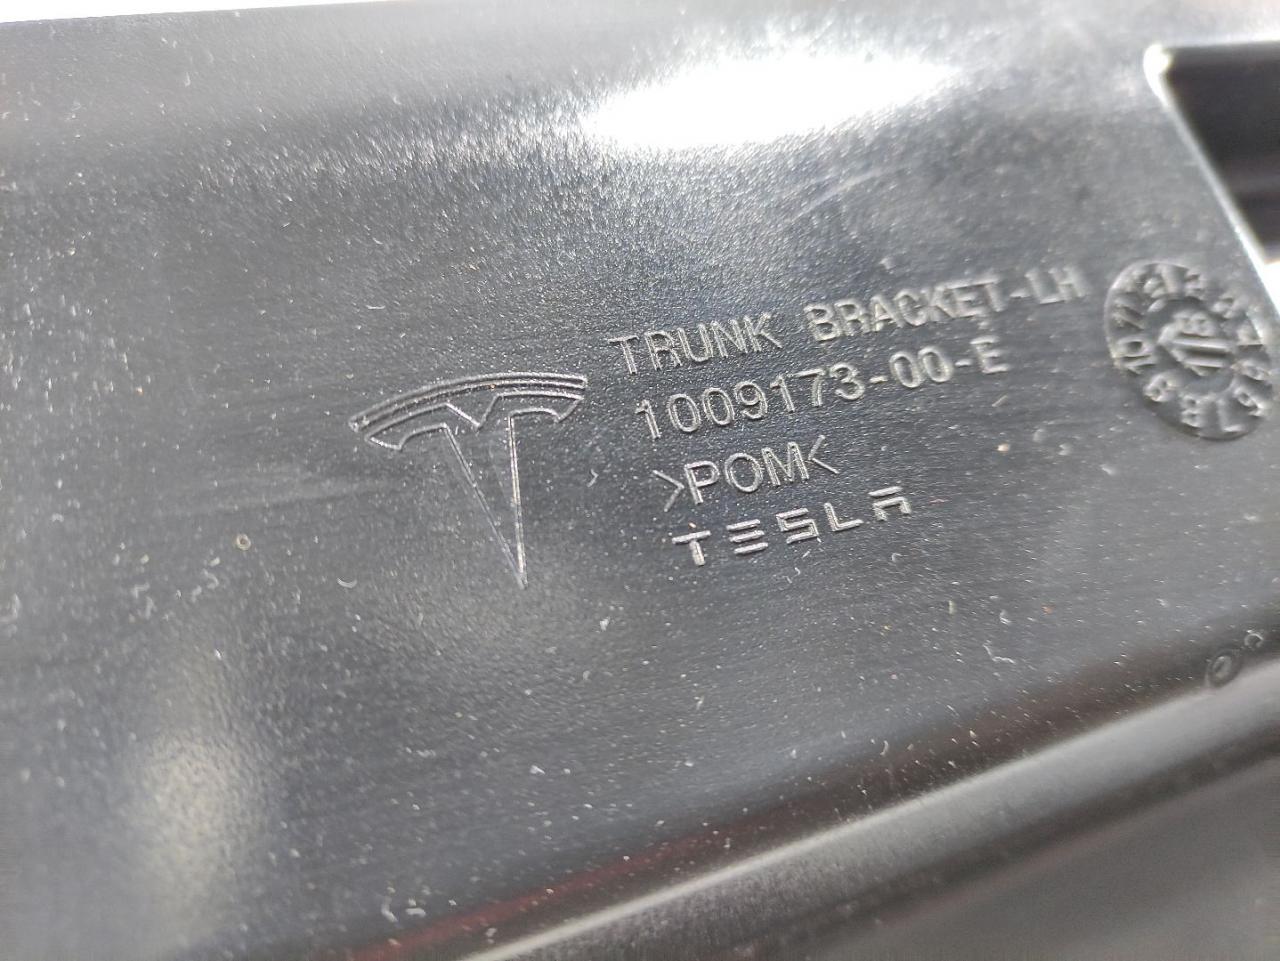 TRUNK BRACKET-LH
1009173-00-E
>POM<
TESLA